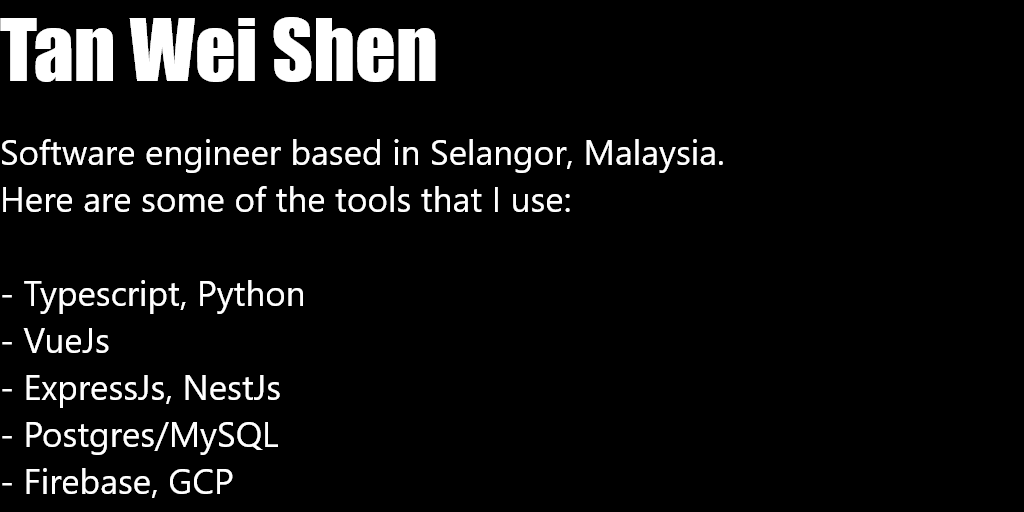 Tan Wei Shen
Software engineer based in Selangor, Malaysia.
Here are some of the tools that I use:
- Typescript, Python
- VueJs
- ExpressJs, NestJs
- Postgres/MySQL
- Firebase, GCP